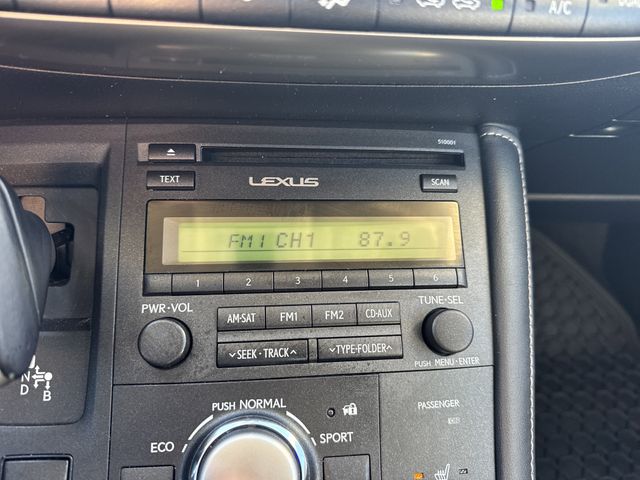 A/C
510001
TEXT LEXUS SCAN
FM1 CH1 87.9
1 2 3 4 5 6
PWR·VOL TUNE·SEL
AM·SAT FM1 FM2 CD·AUX
SEEK·TRACK TYPE·FOLDER
PUSH MENU·ENTER
N
D B
PUSH NORMAL
ECO SPORT
PASSENGER